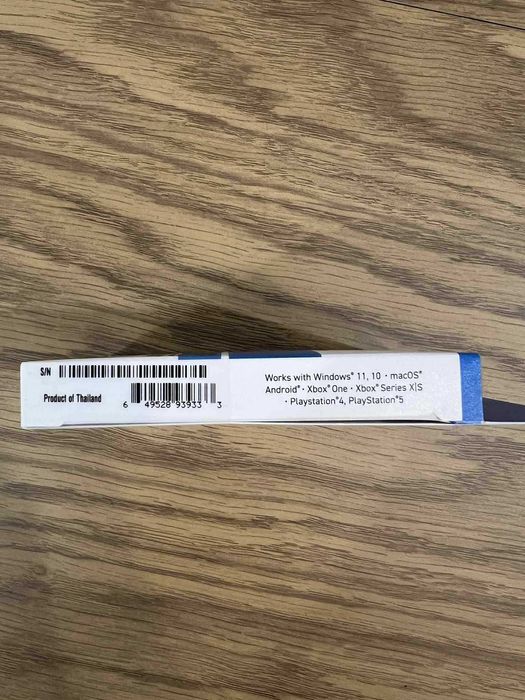 S/N
Product of Thailand
6 49528 93933 3
Works with Windows® 11, 10 • macOS®
Android® • Xbox® One • Xbox® Series X|S
• Playstation®4, PlayStation®5